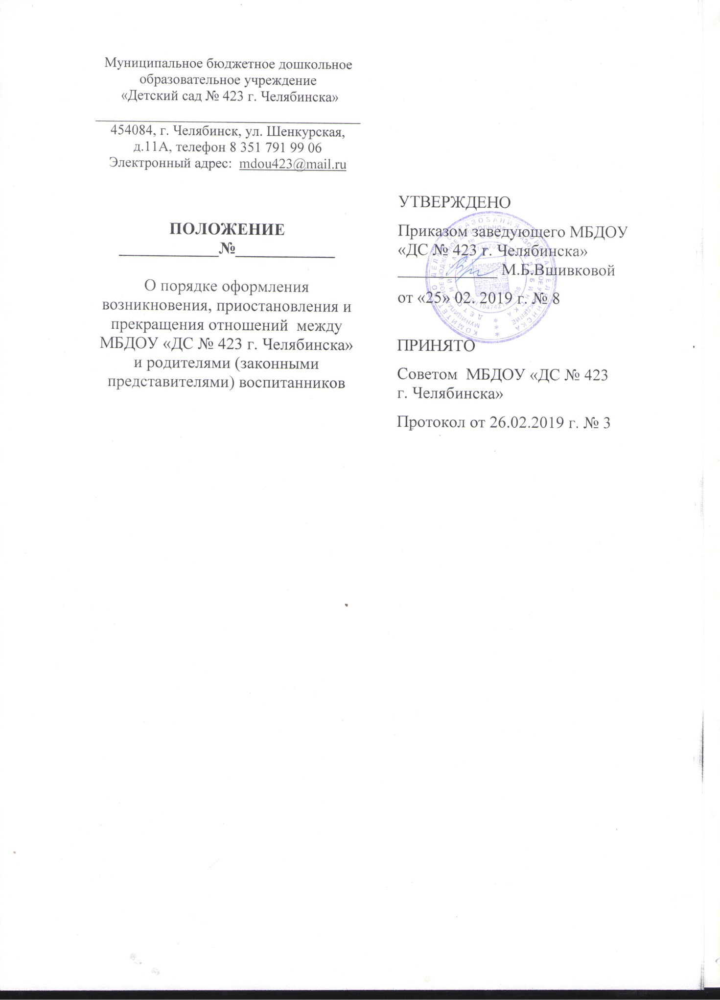 Муниципальное бюджетное дошкольное
образовательное учреждение
«Детский сад № 423 г. Челябинска»
454084, г. Челябинск, ул. Шенкурская,
д.11А, телефон 8 351 791 99 06
Электронный адрес:  mdou423@mail.ru
ПОЛОЖЕНИЕ
____________№____________
О порядке оформления
возникновения, приостановления и
прекращения отношений  между
МБДОУ «ДС № 423 г. Челябинска»
и родителями (законными
представителями) воспитанников
УТВЕРЖДЕНО
Приказом заведующего МБДОУ
«ДС № 423 г. Челябинска»
____________ М.Б.Вшивковой
от «25» 02. 2019 г. № 8
ПРИНЯТО
Советом  МБДОУ «ДС № 423
г. Челябинска»
Протокол от 26.02.2019 г. № 3